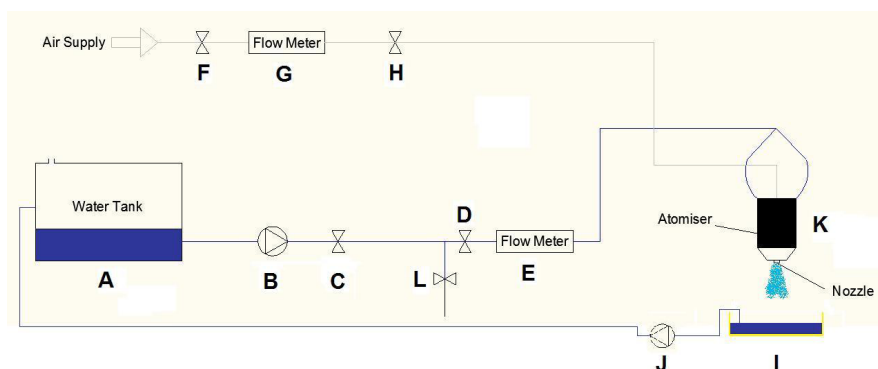 Air Supply
Flow Meter
F
G
H
Water Tank
D
Atomiser
K
Flow Meter
A
B
C
L
E
Nozzle
J
I